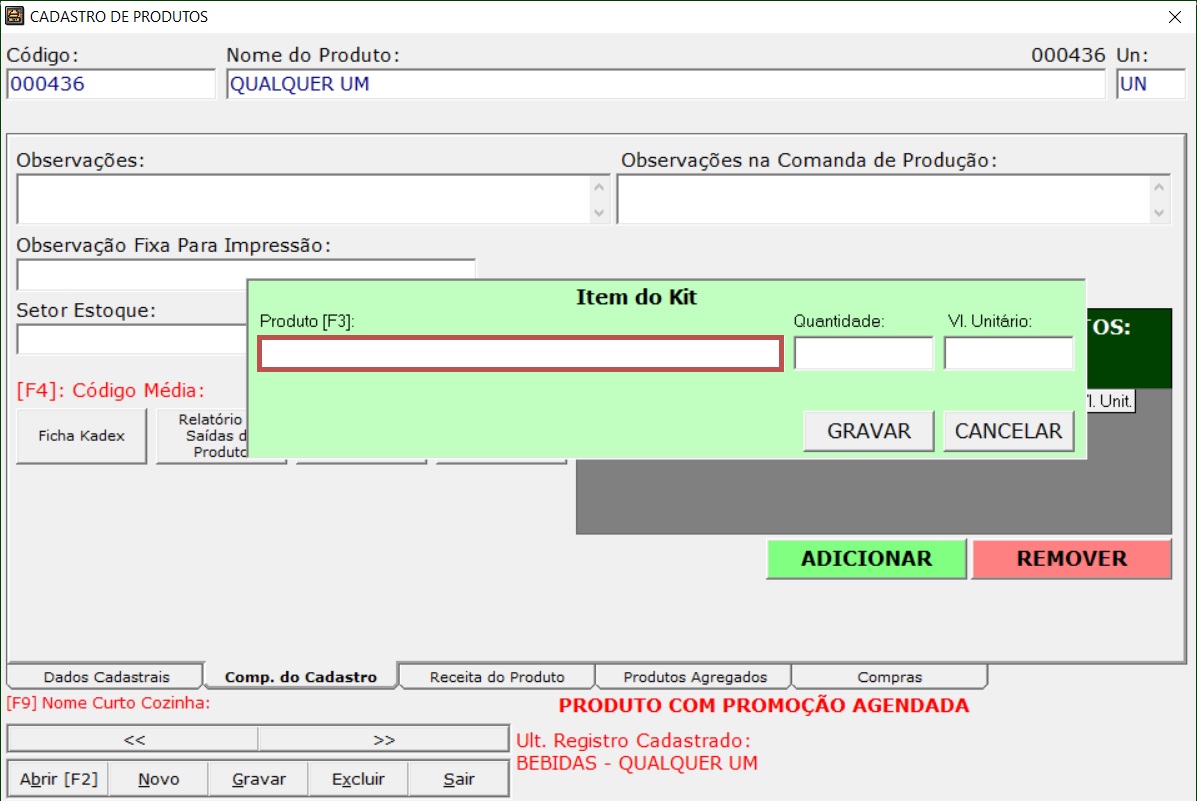 CADASTRO DE PRODUTOS
Código:
Nome do Produto:
000436
Un:
000436
QUALQUER UM
UN
Observações:
Observações na Comanda de Produção:
Observação Fixa Para Impressão:
Setor Estoque:
Item do Kit
Produto [F3]:
Quantidade:
Vl. Unitário:
TOS:
Vl. Unit.
[F4]: Código Média:
Ficha Kadex
Relatório
Saídas d
Produto
GRAVAR
CANCELAR
ADICIONAR
REMOVER
Dados Cadastrais
Comp. do Cadastro
Receita do Produto
Produtos Agregados
Compras
[F9] Nome Curto Cozinha:
PRODUTO COM PROMOÇÃO AGENDADA
<<
>>
Ult. Registro Cadastrado:
BEBIDAS - QUALQUER UM
Abrir [F2]
Novo
Gravar
Excluir
Sair